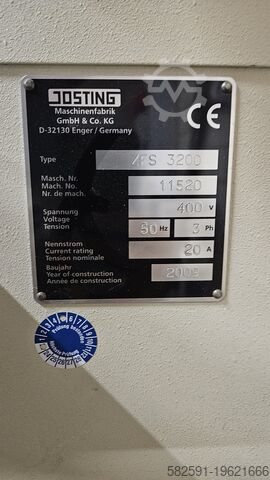 JOSTING
Maschinenfabrik
GmbH & Co. KG
D-32130 Enger / Germany
CE
Type FS 3200
Masch. Nr.
Mach. No. 11520
Nr. de mach.
Spannung 400 V
Voltage
Tension 50 Hz 3 Ph
Nennstrom
Current rating 20 A
Tension nominale
Baujahr
Year of construction 2009
Année de construction
Nächste Prüfung
582591-19621666